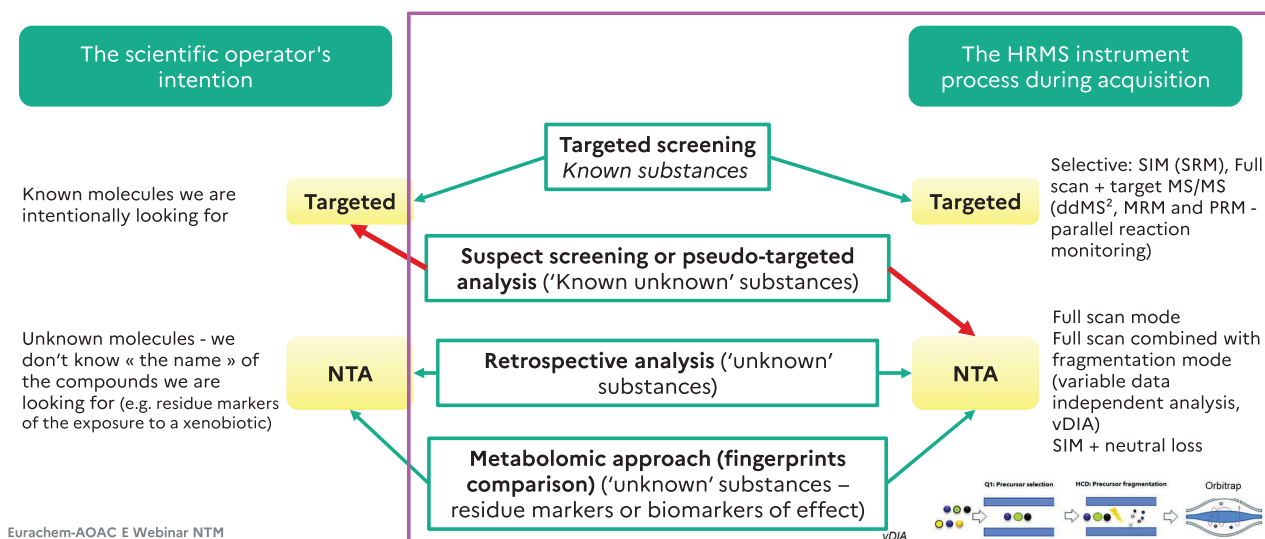 The scientific operator's
intention
The HRMS instrument
process during acquisition
Targeted screening
Known substances
Known molecules we are
intentionally looking for
Targeted
Targeted
Selective: SIM (SRM), Full
scan + target MS/MS
(ddMS², MRM and PRM -
parallel reaction
monitoring)
Suspect screening or pseudo-targeted
analysis (‘Known unknown’ substances)
Unknown molecules - we
don’t know « the name » of
the compounds we are
looking for (e.g. residue markers
of the exposure to a xenobiotic)
NTA
Retrospective analysis (‘unknown’
substances)
NTA
Full scan mode
Full scan combined with
fragmentation mode
(variable data
independent analysis,
vDIA)
SIM + neutral loss
Metabolomic approach (fingerprints
comparison) (‘unknown’ substances –
residue markers or biomarkers of effect)
Q1: Precursor selection
HCD: Precursor fragmentation
Orbitrap
vDIA
Eurachem-AOAC E Webinar NTM